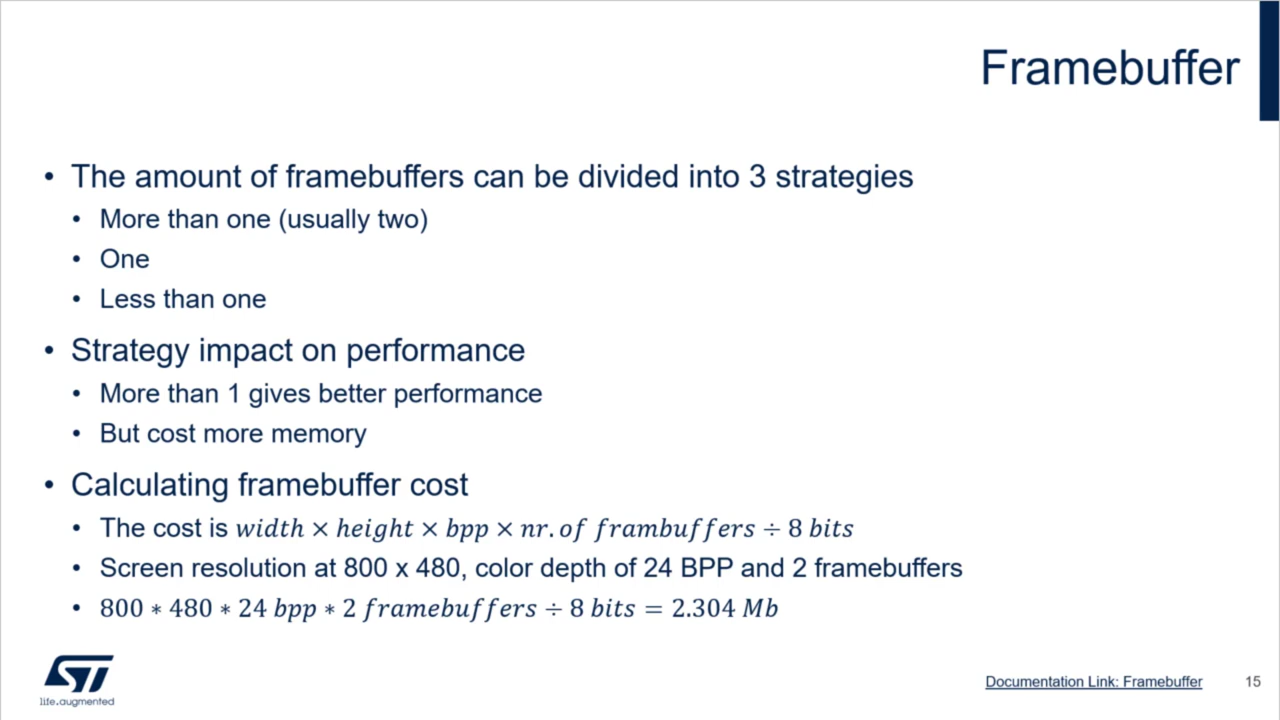 Framebuffer
• The amount of framebuffers can be divided into 3 strategies
• More than one (usually two)
• One
• Less than one
• Strategy impact on performance
• More than 1 gives better performance
• But cost more memory
• Calculating framebuffer cost
• The cost is width × height × bpp × nr. of frambuffers ÷ 8 bits
• Screen resolution at 800 x 480, color depth of 24 BPP and 2 framebuffers
• 800 * 480 * 24 bpp * 2 framebuffers ÷ 8 bits = 2.304 Mb
ST
life.augmented
Documentation Link: Framebuffer
15